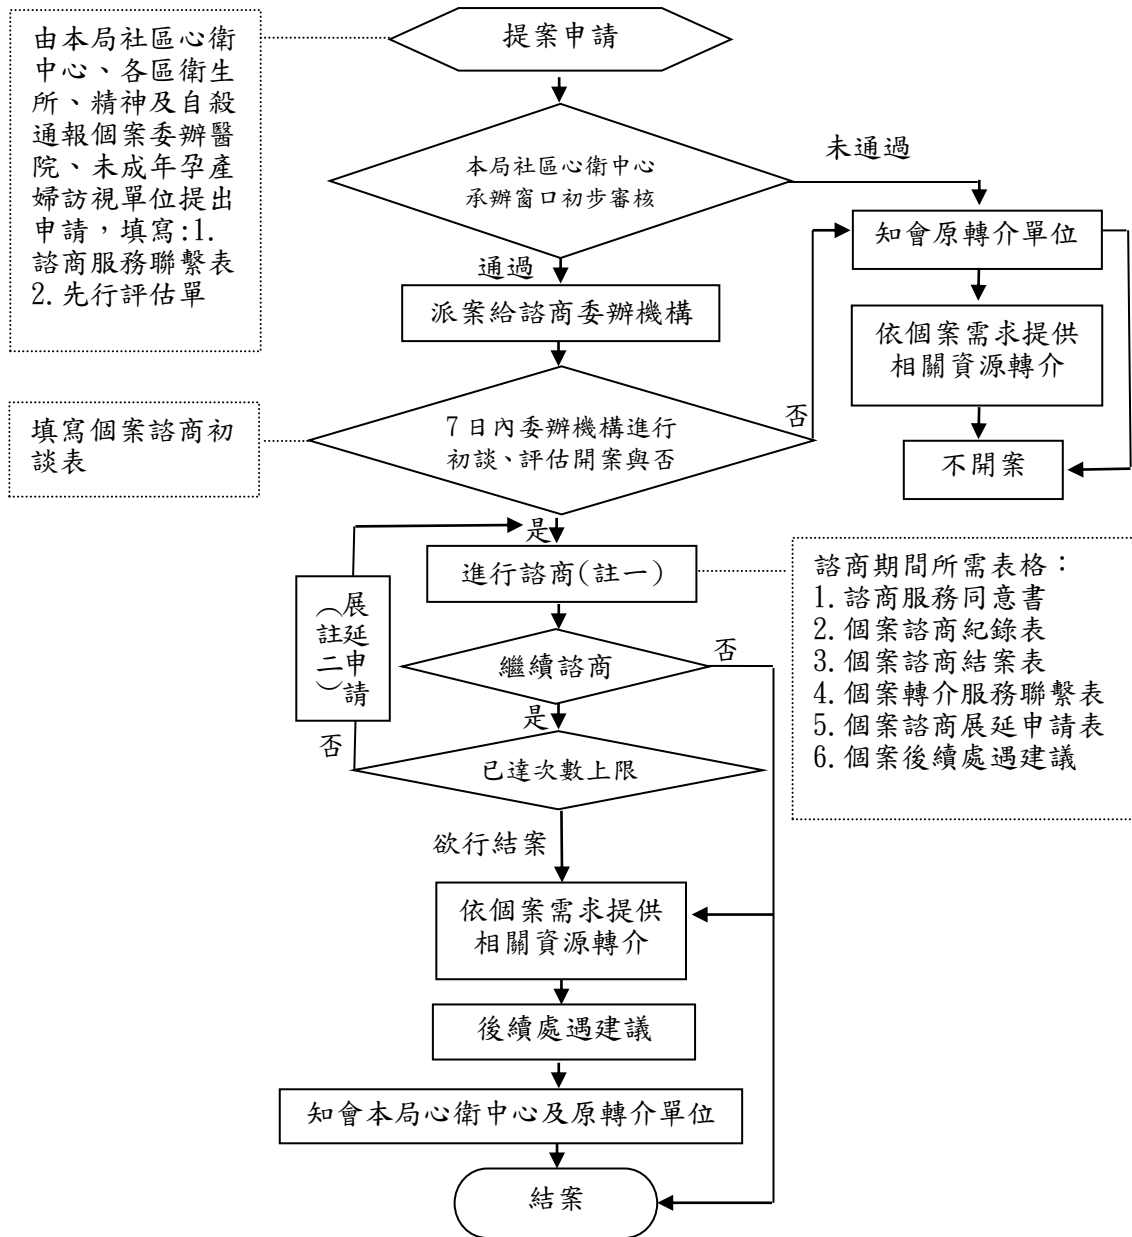 由本局社區心衛
中心、各區衛生
所、精神及自殺
通報個案委辦醫
院、未成年孕產
婦訪視單位提出
申請，填寫:1.
諮商服務聯繫表
2.先行評估單
提案申請
本局社區心衛中心
承辦窗口初步審核
未通過
通過
知會原轉介單位
派案給諮商委辦機構
依個案需求提供
相關資源轉介
填寫個案諮商初
談表
7日內委辦機構進行
初談、評估開案與否
否
不開案
是
進行諮商(註一)
諮商期間所需表格：
1.諮商服務同意書
2.個案諮商紀錄表
3.個案諮商結案表
4.個案轉介服務聯繫表
5.個案諮商展延申請表
6.個案後續處遇建議
展延申請
（註二）
繼續諮商
否
是
否
已達次數上限
欲行結案
依個案需求提供
相關資源轉介
後續處遇建議
知會本局心衛中心及原轉介單位
結案